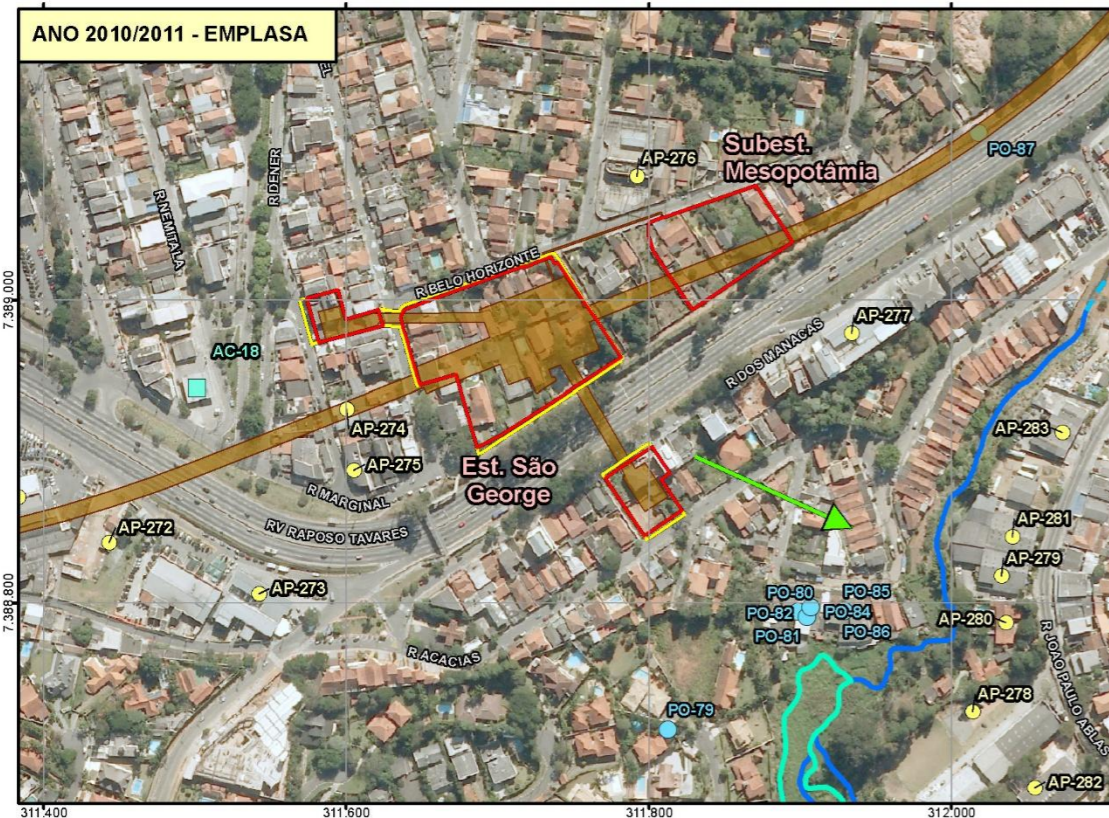 ANO 2010/2011 - EMPLASA
EL
R DENER
R NEMITALA
AP-276
Subest.
Mesopotâmia
PO-87
R BELO HORIZONTE
7.389.000
AC-18
AP-277
R DOS MANACAS
AP-274
AP-275
AP-283
Est. São
George
R MARGINAL
RV RAPOSO TAVARES
AP-272
AP-273
AP-281
AP-279
7.388.800
PO-80
PO-85
PO-82
PO-84
PO-81
PO-86
AP-280
R ACACIAS
R JOAO PAULO ABLAS
AP-278
PO-79
AP-282
311.400
311.600
311.800
312.000